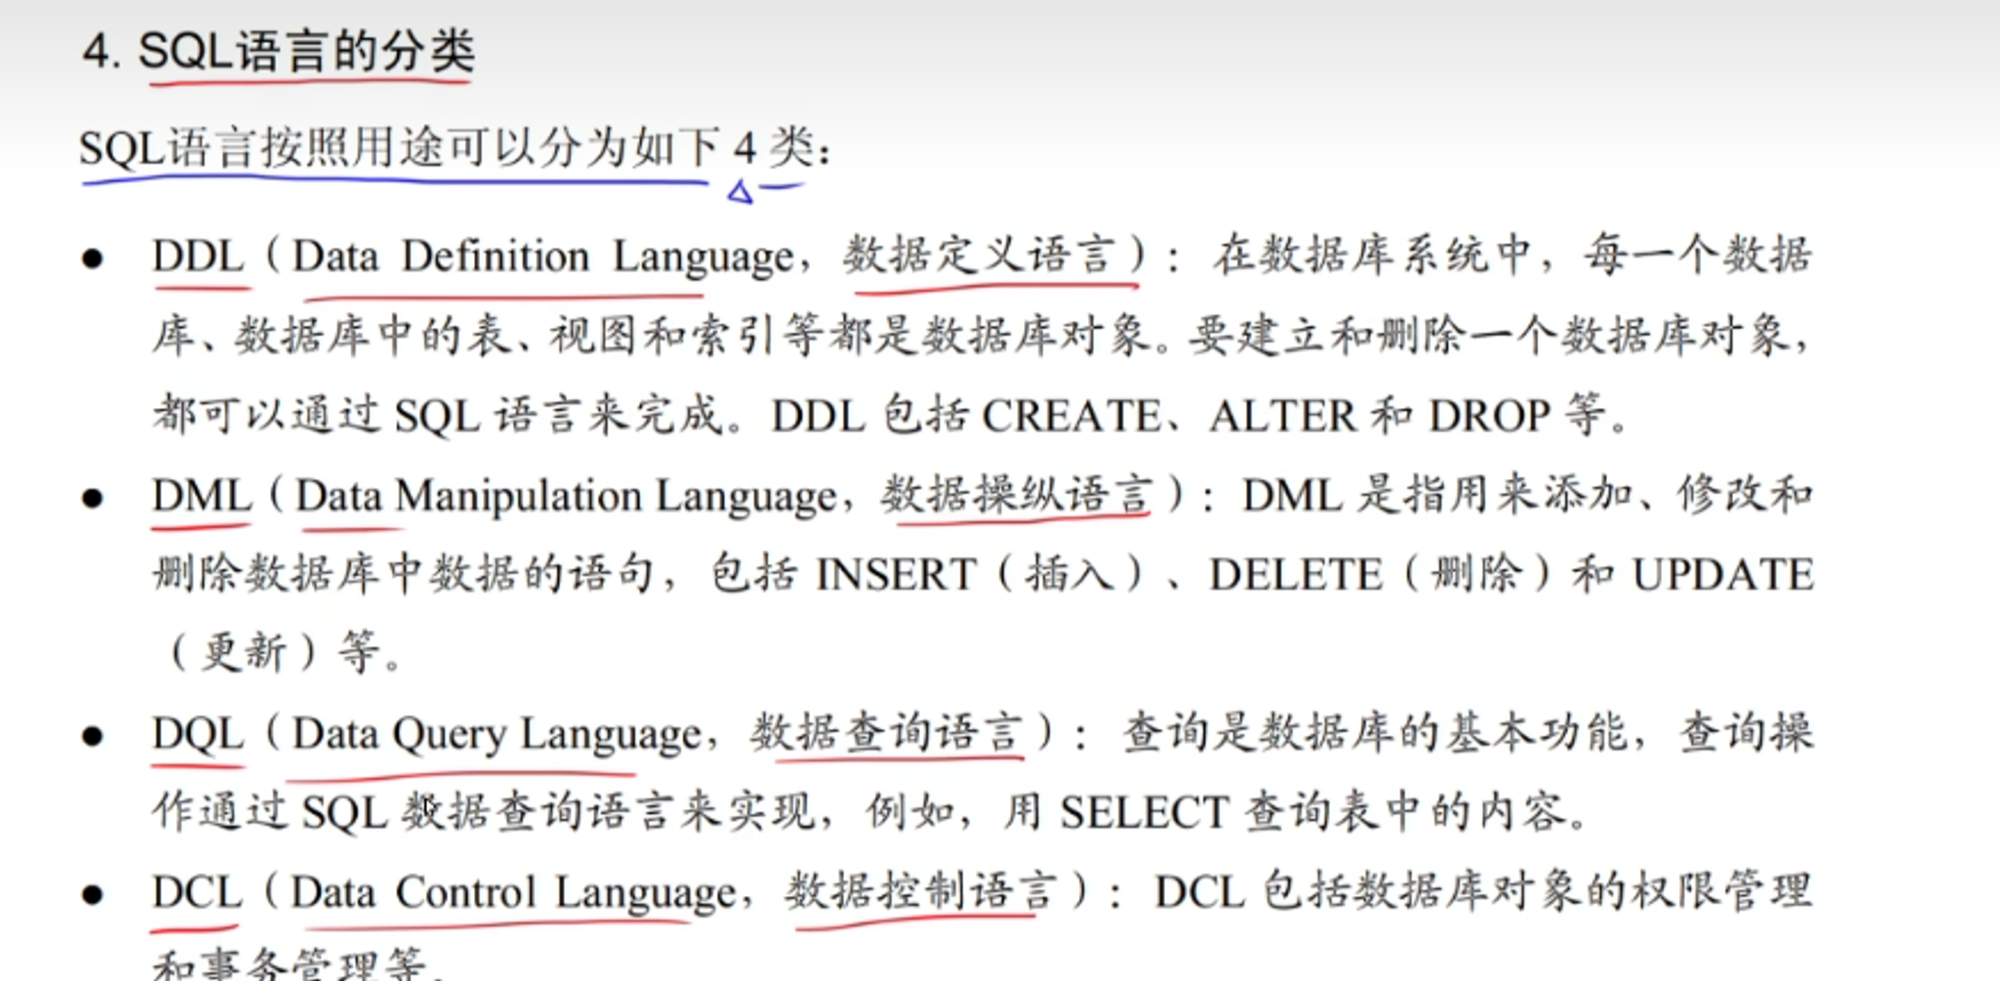 4. SQL语言的分类
SQL语言按照用途可以分为如下 4 类：
● DDL（Data Definition Language，数据定义语言）：在数据库系统中，每一个数据
库、数据库中的表、视图和索引等都是数据库对象。要建立和删除一个数据库对象，
都可以通过 SQL 语言来完成。DDL 包括 CREATE、ALTER 和 DROP 等。
● DML（Data Manipulation Language，数据操纵语言）：DML 是指用来添加、修改和
删除数据库中数据的语句，包括 INSERT（插入）、DELETE（删除）和 UPDATE
（更新）等。
● DQL（Data Query Language，数据查询语言）：查询是数据库的基本功能，查询操
作通过 SQL 数据查询语言来实现，例如，用 SELECT 查询表中的内容。
● DCL（Data Control Language，数据控制语言）：DCL 包括数据库对象的权限管理
和事务管理等。